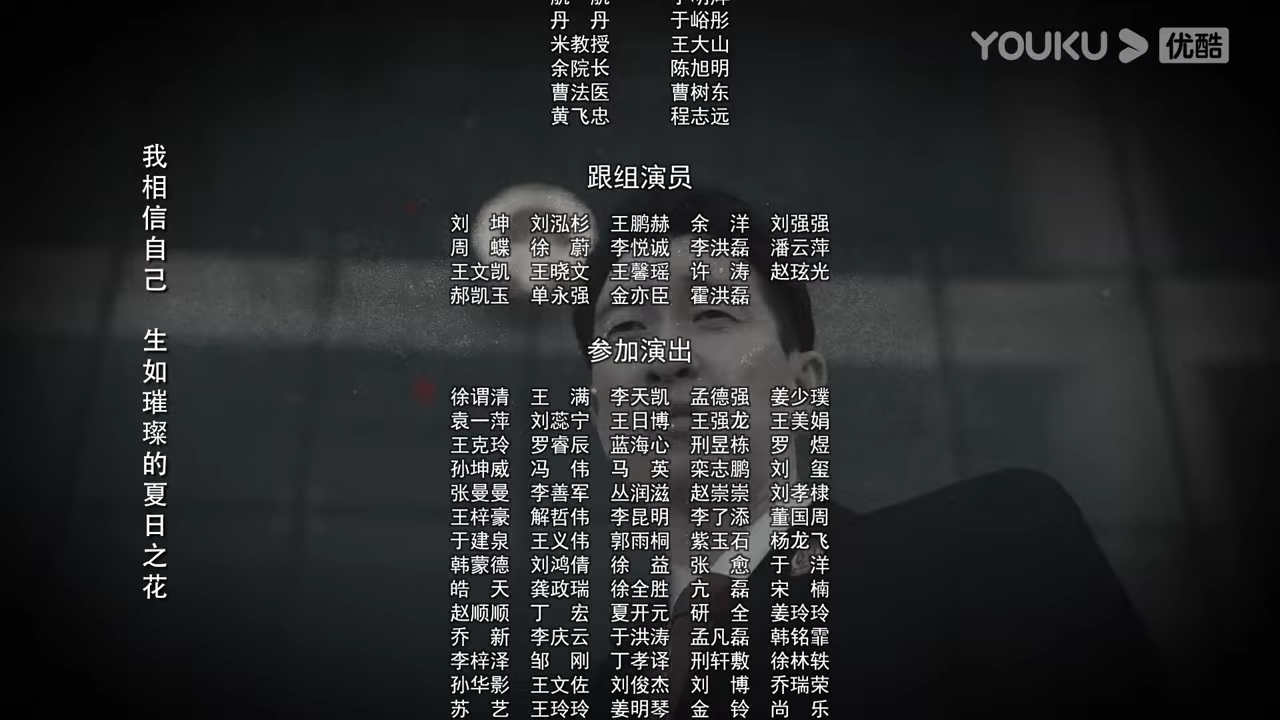 YOUKU 优酷
丹 丹 于峪彤
米教授 王大山
余院长 陈旭明
曹法医 曹树东
黄飞忠 程志远
我相信自己 生如璀璨的夏日之花
跟组演员
刘 坤 刘泓杉 王鹏赫 余 洋 刘强强
周 蝶 徐 蔚 李悦诚 李洪磊 潘云萍
王文凯 王晓文 王馨瑶 许 涛 赵玹光
郝凯玉 单永强 金亦臣 霍洪磊
参加演出
徐谓清 王 满 李天凯 孟德强 姜少璞
袁一萍 刘蕊宁 王日博 王强龙 王美娟
王克玲 罗睿辰 蓝海心 刑昱栋 罗 煜
孙坤威 冯 伟 马 英 栾志鹏 刘 玺
张曼曼 李善军 丛润滋 赵崇崇 刘孝棣
王梓豪 解哲伟 李昆明 李了添 董国周
于建泉 王义伟 郭雨桐 紫玉石 杨龙飞
韩蒙德 刘鸿倩 徐 益 张 愈 于 洋
皓 天 龚政瑞 徐全胜 亢 磊 宋 楠
赵顺顺 丁 宏 夏开元 研 全 姜玲玲
乔 新 李庆云 于洪涛 孟凡磊 韩铭霏
李梓泽 邹 刚 丁孝译 刑轩敷 徐林轶
孙华影 王文佐 刘俊杰 刘 博 乔瑞荣
苏 艺 王玲玲 姜明琴 金 铃 尚 乐